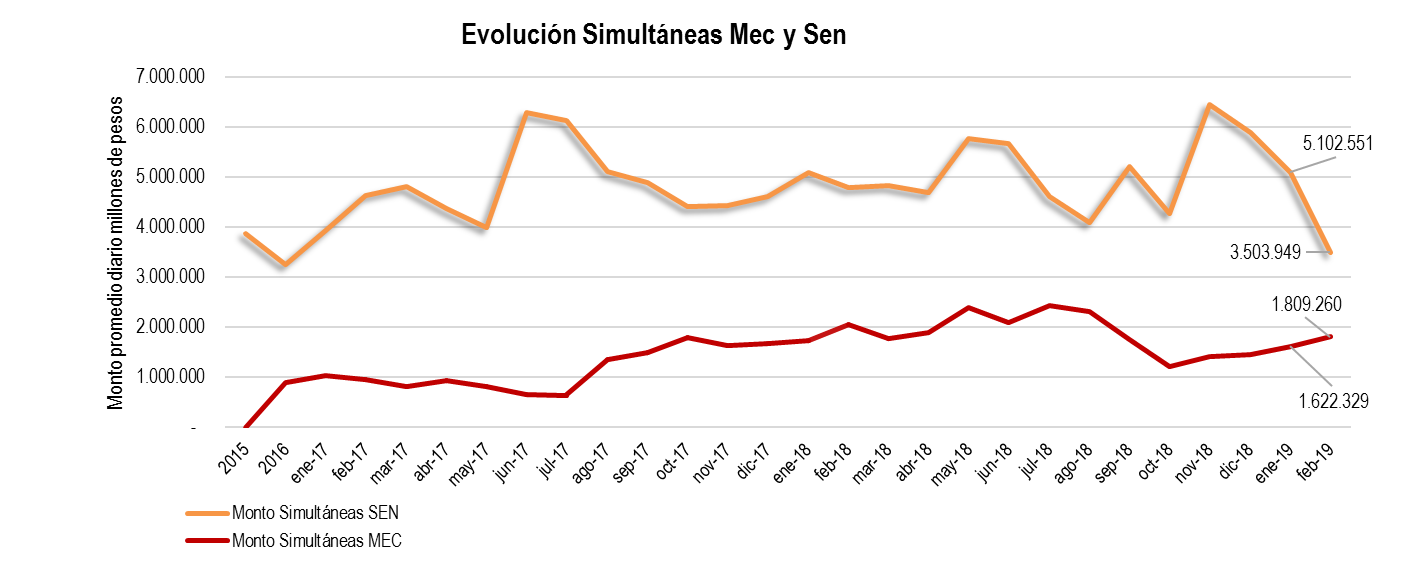 Evolución Simultáneas Mec y Sen
Monto promedio diario millones de pesos
7.000.000
6.000.000
5.000.000
4.000.000
3.000.000
2.000.000
1.000.000
-
5.102.551
3.503.949
1.809.260
1.622.329
2015
2016
ene-17
feb-17
mar-17
abr-17
may-17
jun-17
jul-17
ago-17
sep-17
oct-17
nov-17
dic-17
ene-18
feb-18
mar-18
abr-18
may-18
jun-18
jul-18
ago-18
sep-18
oct-18
nov-18
dic-18
ene-19
feb-19
Monto Simultáneas SEN
Monto Simultáneas MEC